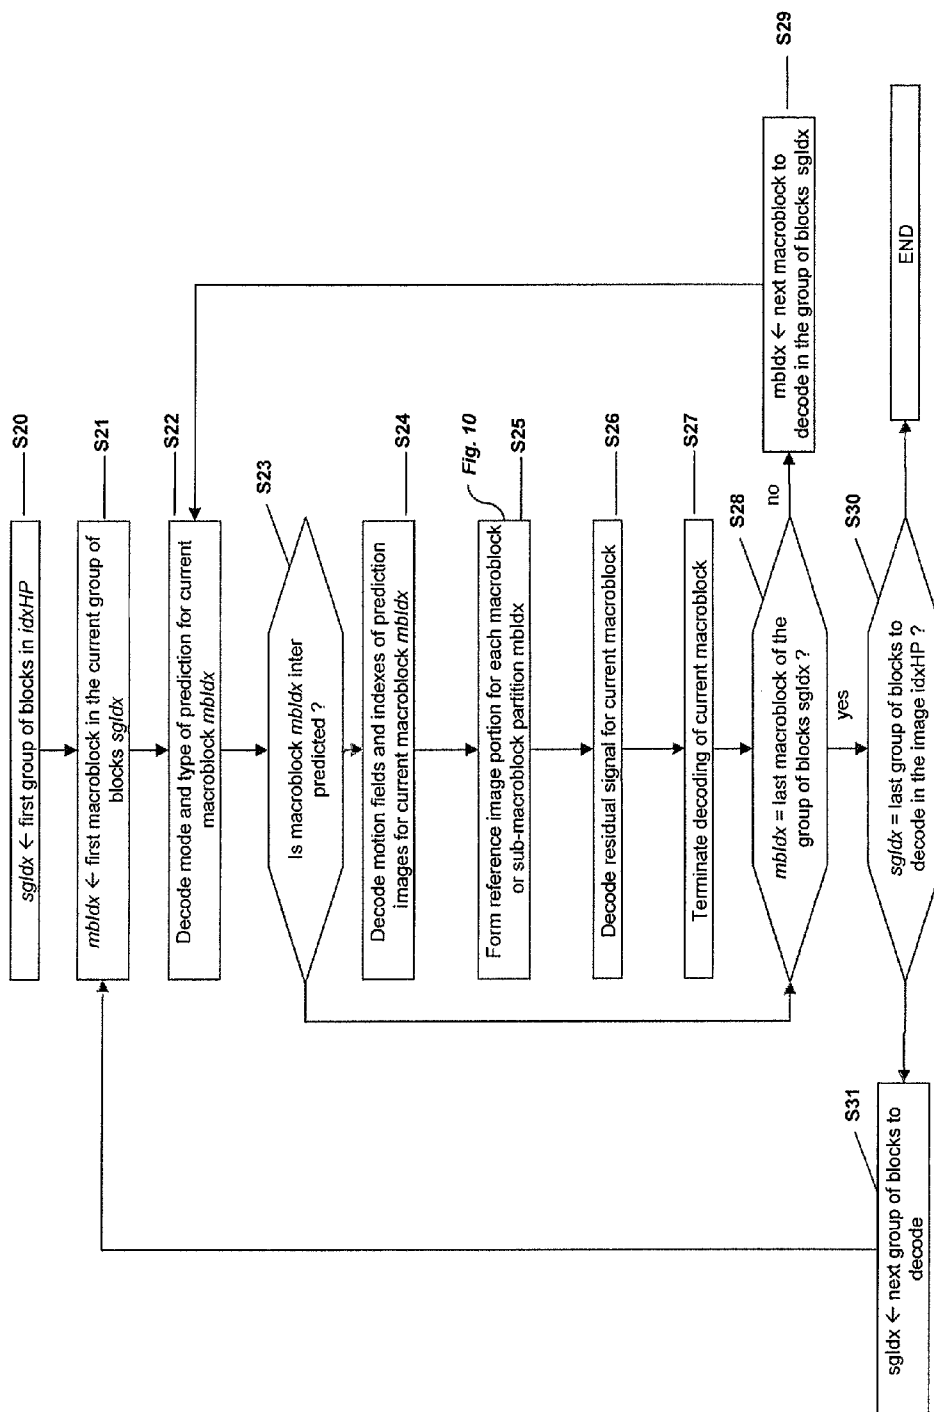 sgIdx ← first group of blocks in idxHP
S20
mbIdx ← first macroblock in the current group of
blocks sgIdx
S21
Decode mode and type of prediction for current
macroblock mbIdx
S22
Is macroblock mbIdx inter
predicted ?
S23
Decode motion fields and indexes of prediction
images for current macroblock mbIdx
S24
Form reference image portion for each macroblock
or sub-macroblock partition mbIdx
Fig. 10
S25
Decode residual signal for current macroblock
S26
Terminate decoding of current macroblock
S27
mbIdx = last macroblock of the
group of blocks sgIdx ?
S28
no
yes
mbIdx ← next macroblock to
decode in the group of blocks sgIdx
S29
sgIdx = last group of blocks to
decode in the image idxHP ?
S30
END
sgIdx ← next group of blocks to
decode
S31